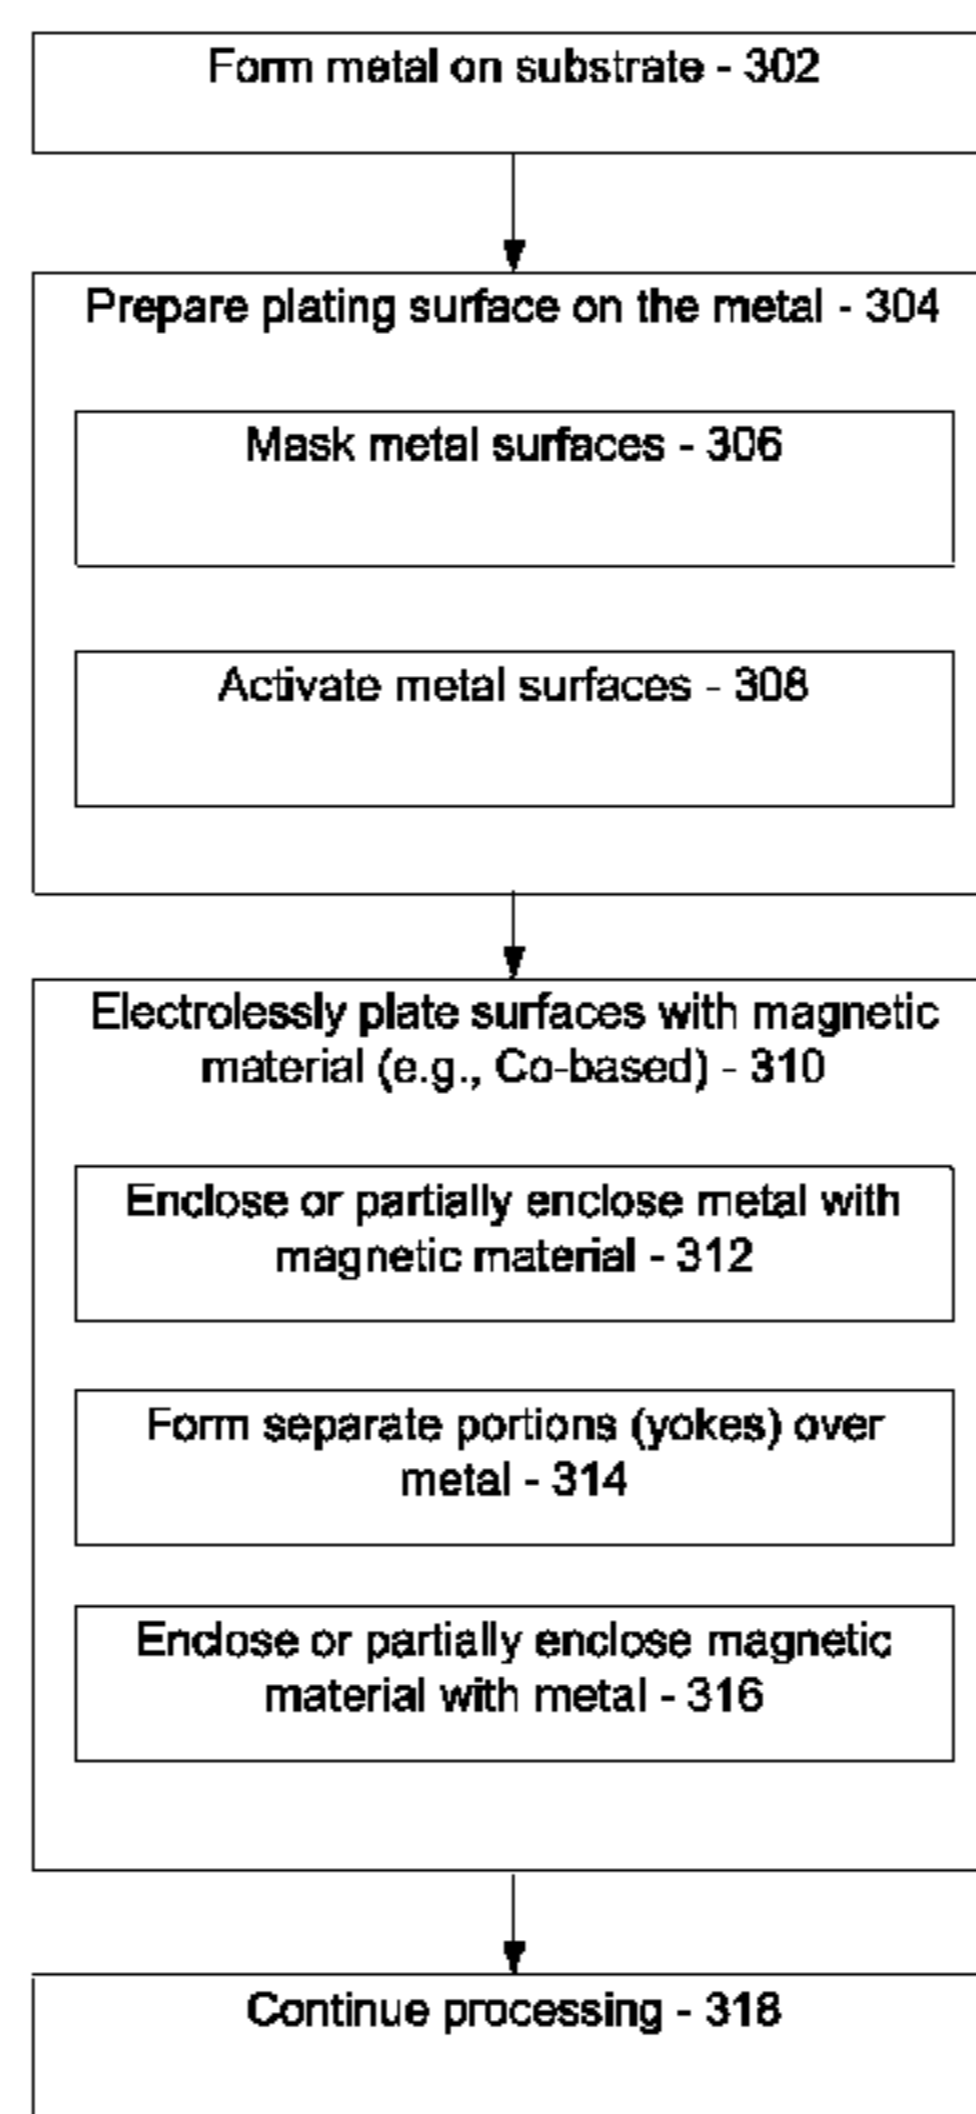 Form metal on substrate - 302
Prepare plating surface on the metal - 304
Mask metal surfaces - 306
Activate metal surfaces - 308
Electrolessly plate surfaces with magnetic
material (e.g., Co-based) - 310
Enclose or partially enclose metal with
magnetic material - 312
Form separate portions (yokes) over
metal - 314
Enclose or partially enclose magnetic
material with metal - 316
Continue processing - 318